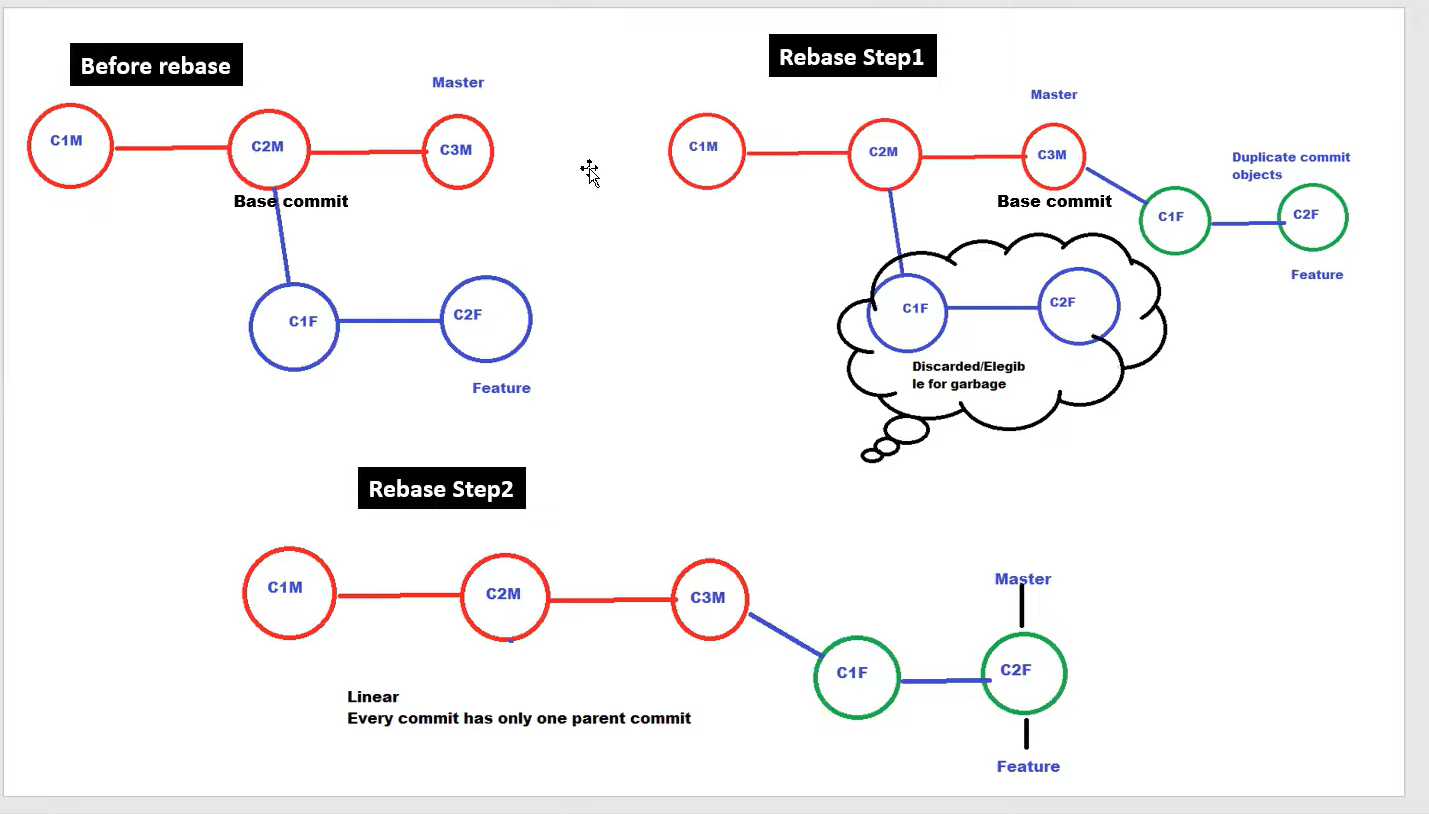 Before rebase
Master
C1M
C2M
C3M
Base commit
C1F
C2F
Feature
Rebase Step1
Master
C1M
C2M
C3M
Duplicate commit
objects
Base commit
C1F
C2F
Feature
C1F
C2F
Discarded/Elegib
le for garbage
Rebase Step2
C1M
C2M
C3M
Master
C1F
C2F
Linear
Every commit has only one parent commit
Feature